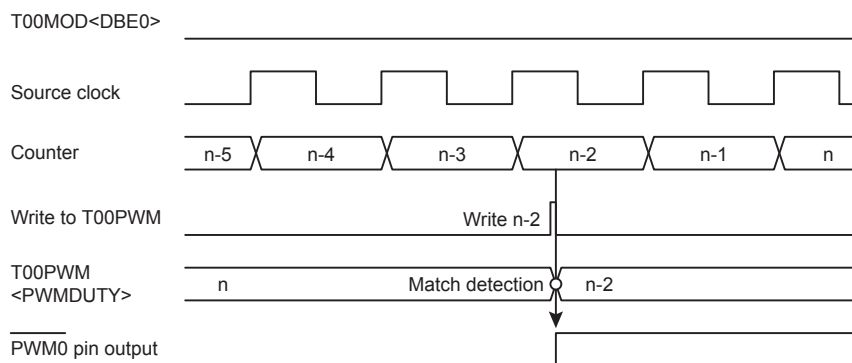 T00MOD<DBE0>
Source clock
Counter n-5 n-4 n-3 n-2 n-1 n
Write to T00PWM Write n-2
T00PWM
<PWMDUTY> n Match detection n-2
PWM0 pin output